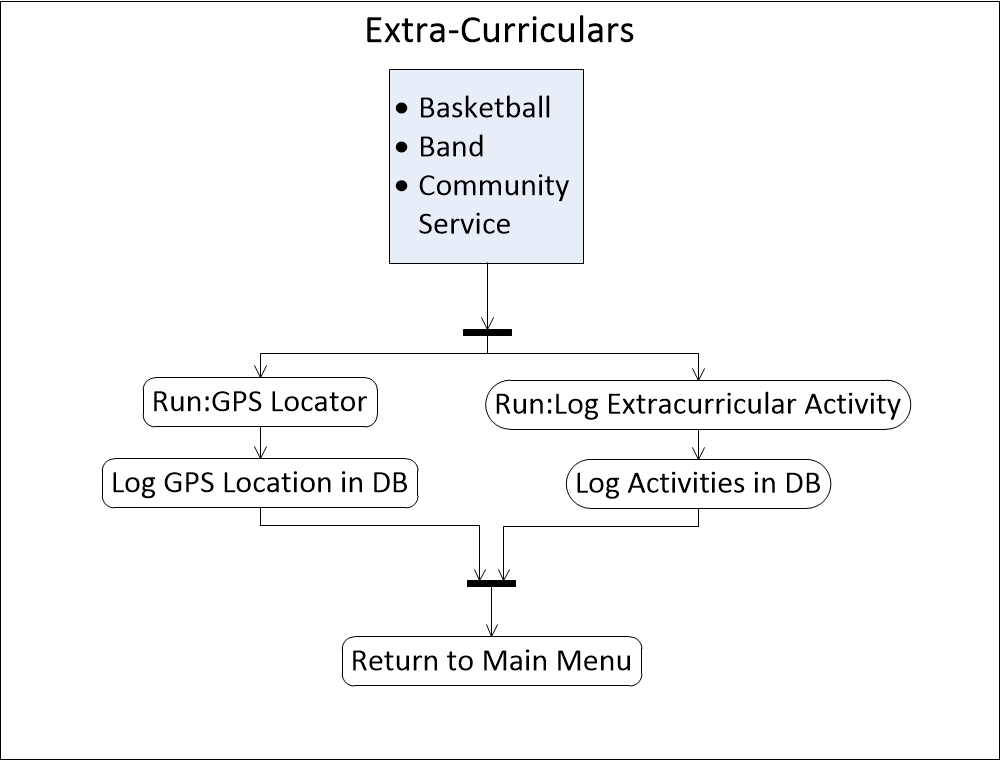 Extra-Curriculars
• Basketball
• Band
• Community
Service
Run:GPS Locator
Run:Log Extracurricular Activity
Log GPS Location in DB
Log Activities in DB
Return to Main Menu